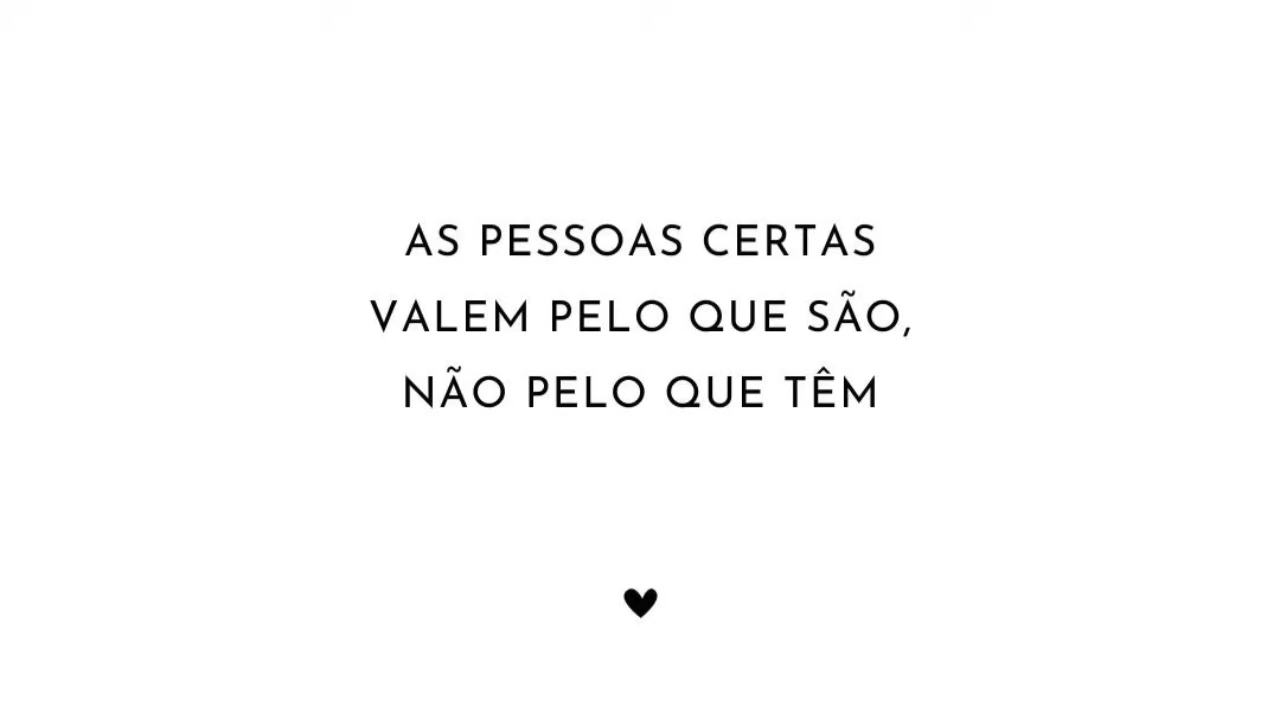 AS PESSOAS CERTAS
VALEM PELO QUE SÃO,
NÃO PELO QUE TÊM